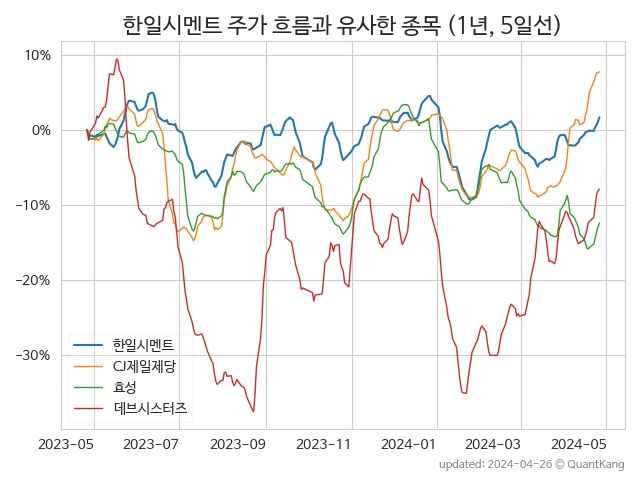 한일시멘트 주가 흐름과 유사한 종목 (1년, 5일선)
10%
0%
−10%
−20%
−30%
한일시멘트
CJ제일제당
효성
데브시스터즈
2023-05 2023-07 2023-09 2023-11 2024-01 2024-03 2024-05
updated: 2024-04-26 © QuantKang